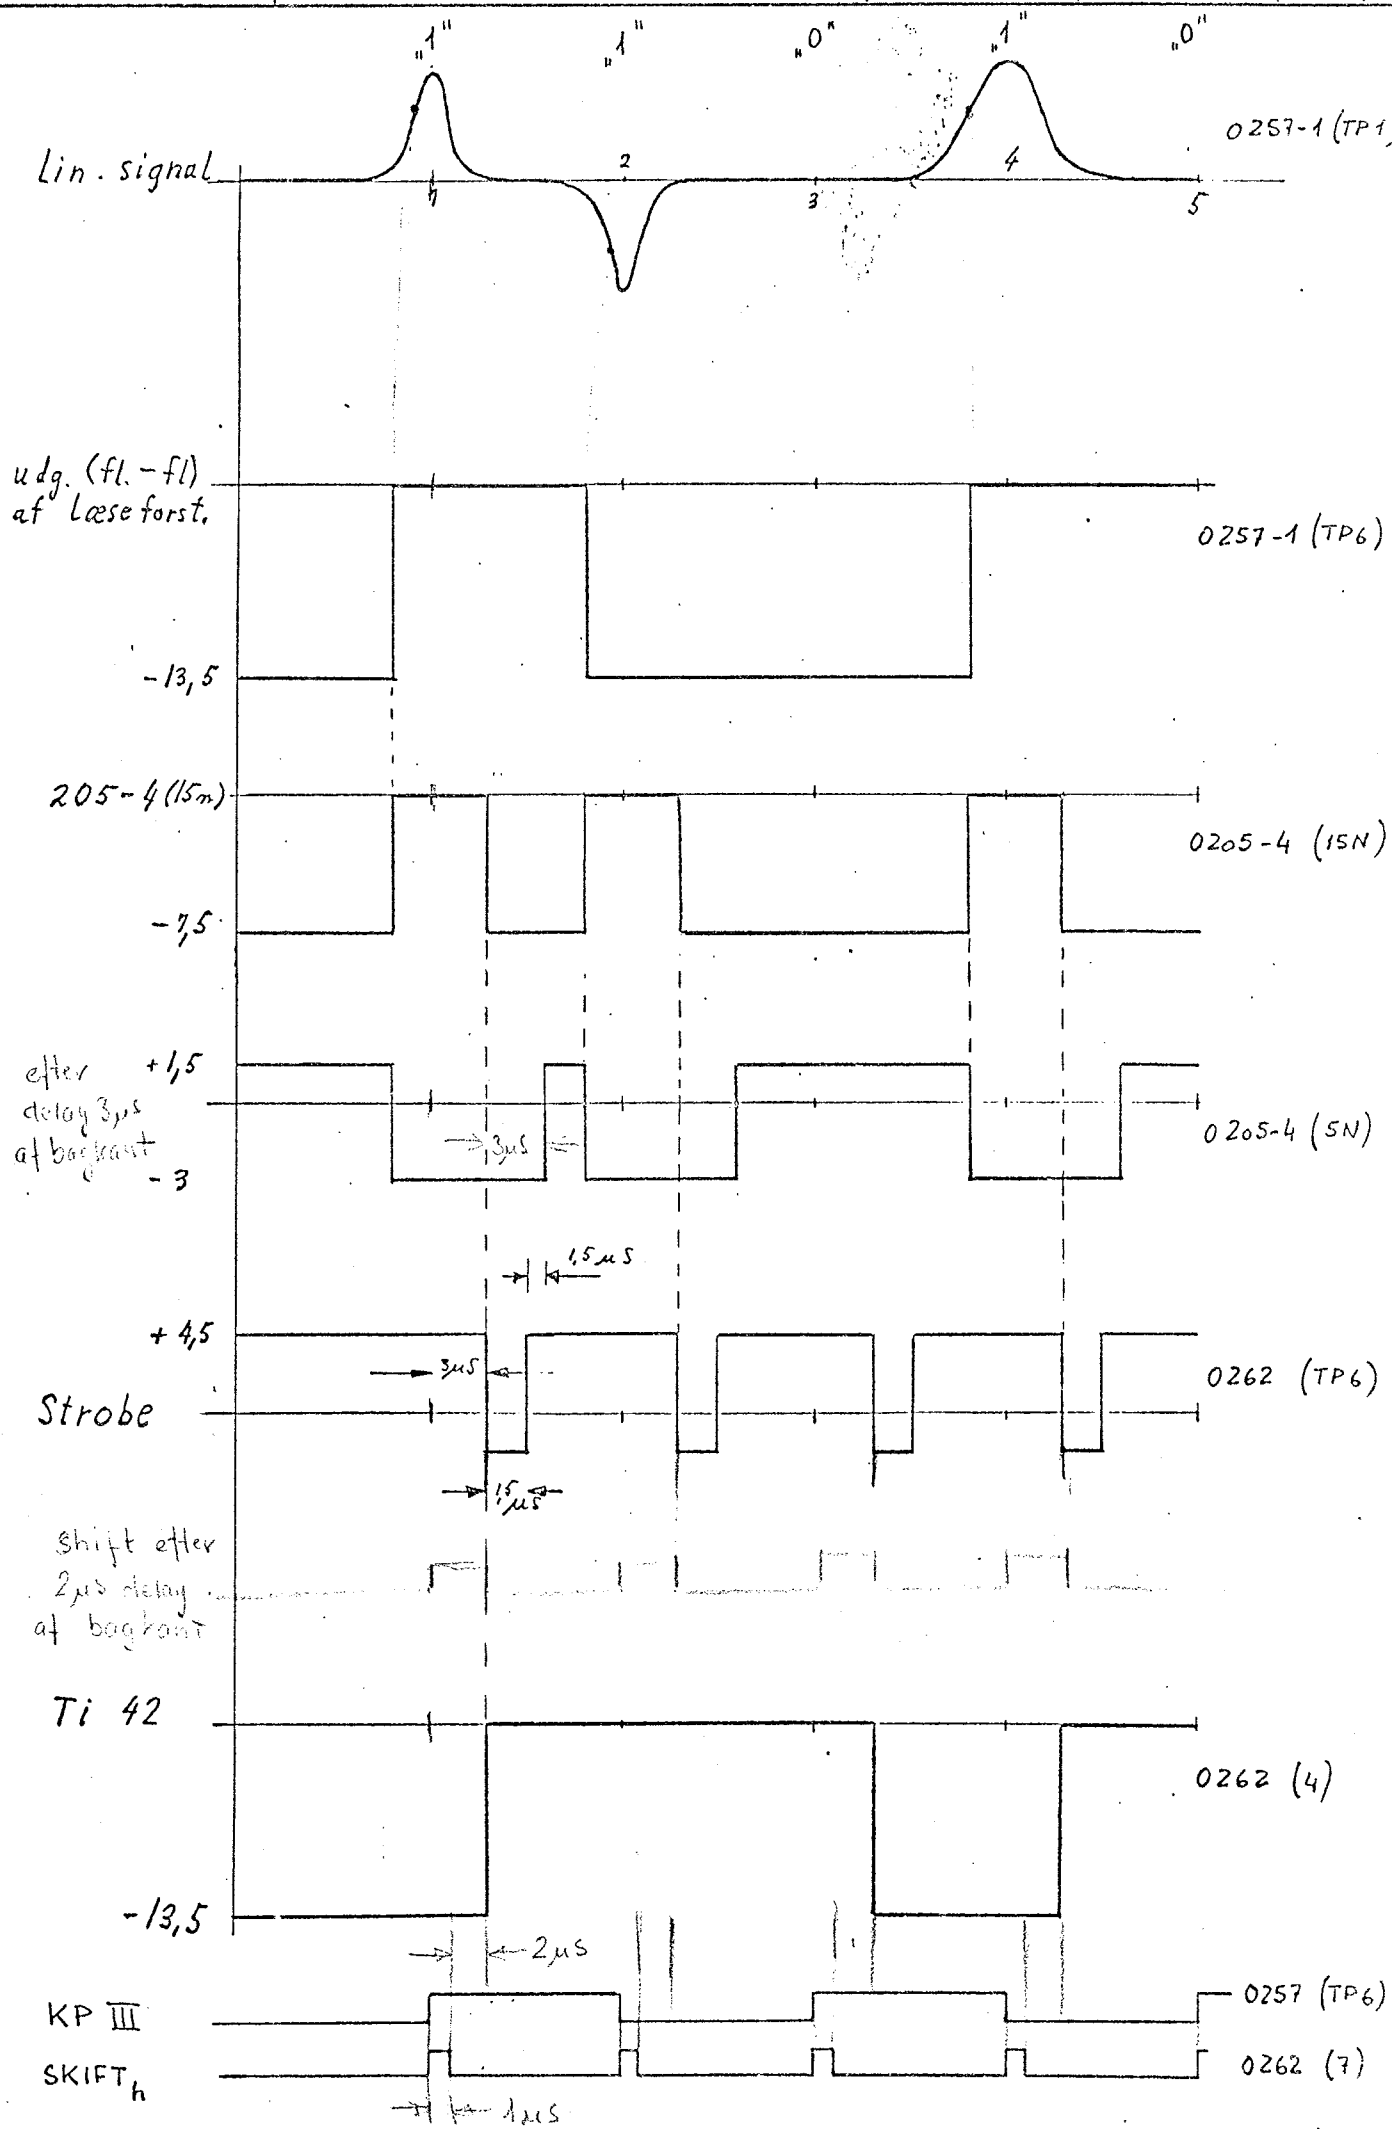 „1" „1" „0" „1" „0"
0257-1 (TP1)
Lin. signal
1 2 3 4 5
udg. (fl.-fl)
af Læseforst.
0257-1 (TP6)
-13,5
205-4 (15n)
0205-4 (15N)
-7,5
efter
delay 3µs
af bagkant
+1,5
3µs
0205-4 (5N)
-3
1,5 µs
+4,5
3µs
0262 (TP6)
Strobe
1,5 µs
Shift efter
2µs delay
af bagkant
Ti 42
0262 (4)
-13,5
2µs
KP III
0257 (TP6)
SKIFTh
0262 (7)
1µs